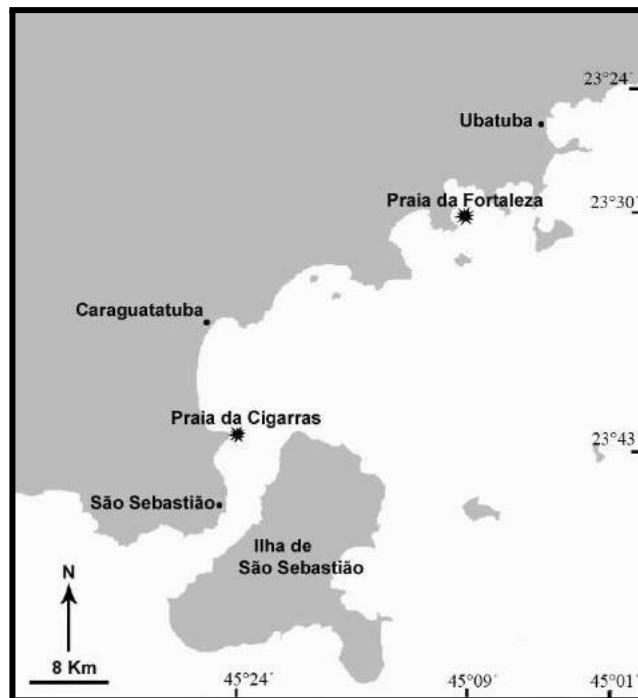 23°24´
Ubatuba
Praia da Fortaleza
23°30´
Caraguatatuba
Praia da Cigarras
23°43
São Sebastião
Ilha de
São Sebastião
N
8 Km
45°24´
45°09´
45°01´